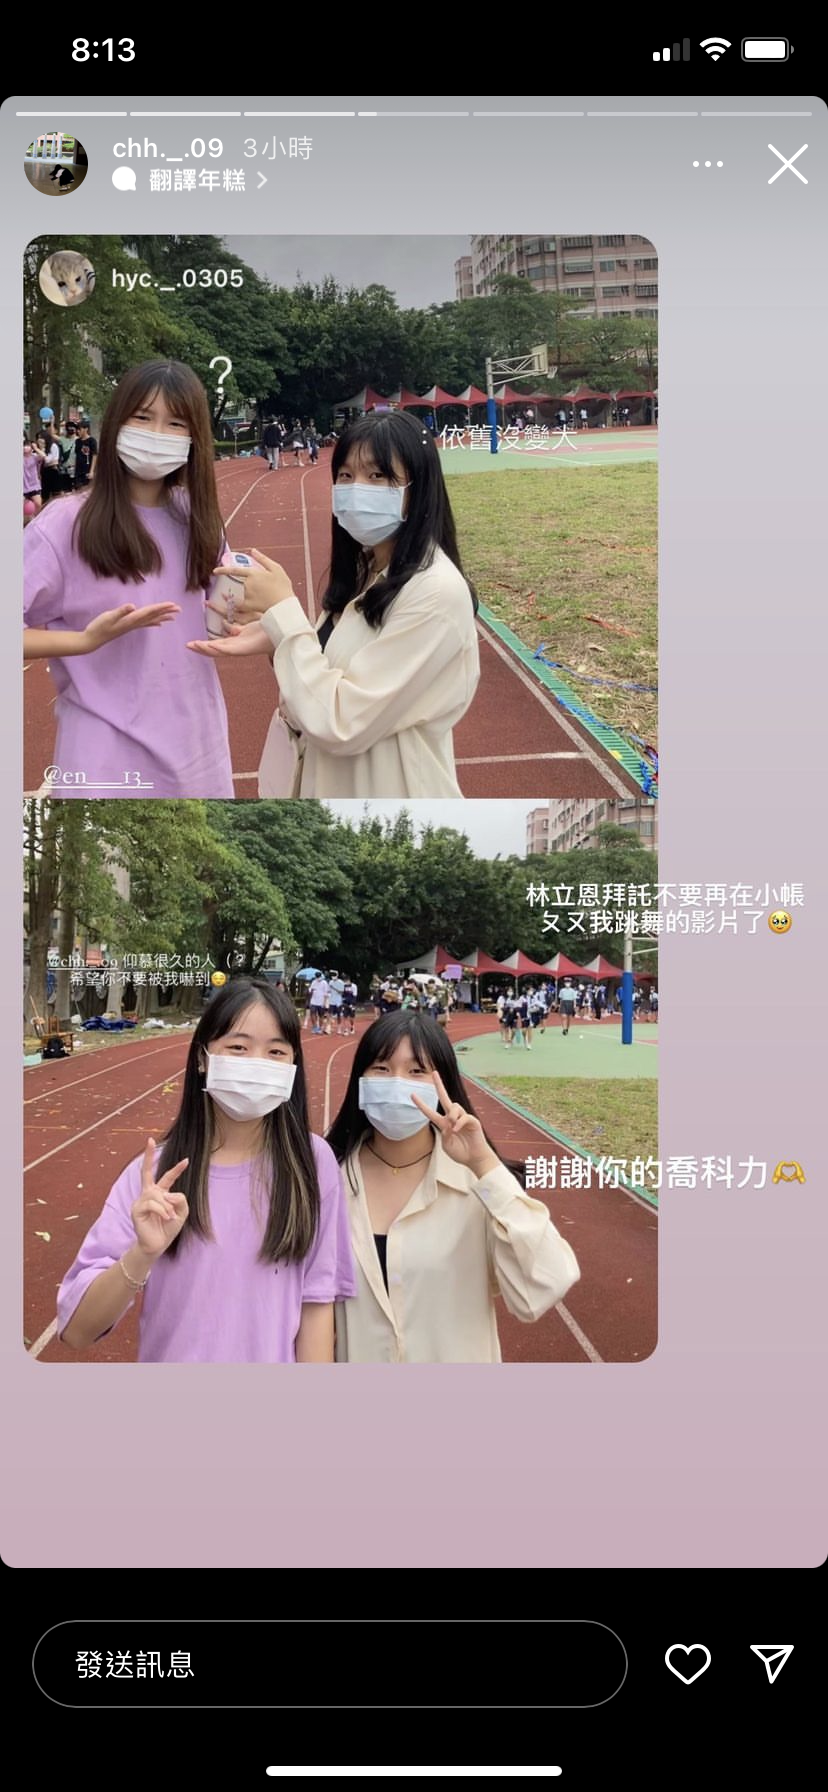 8:13
chh._.09 3小時
翻譯年糕
hyc._.0305
?
: 依舊沒變大
@en___13_
林立恩拜託不要再在小帳
ㄆㄡ我跳舞的影片了🥹
@chh._.09 仰慕很久的人（?
希望你不要被我嚇到☺️
謝謝你的喬科力🫶
發送訊息